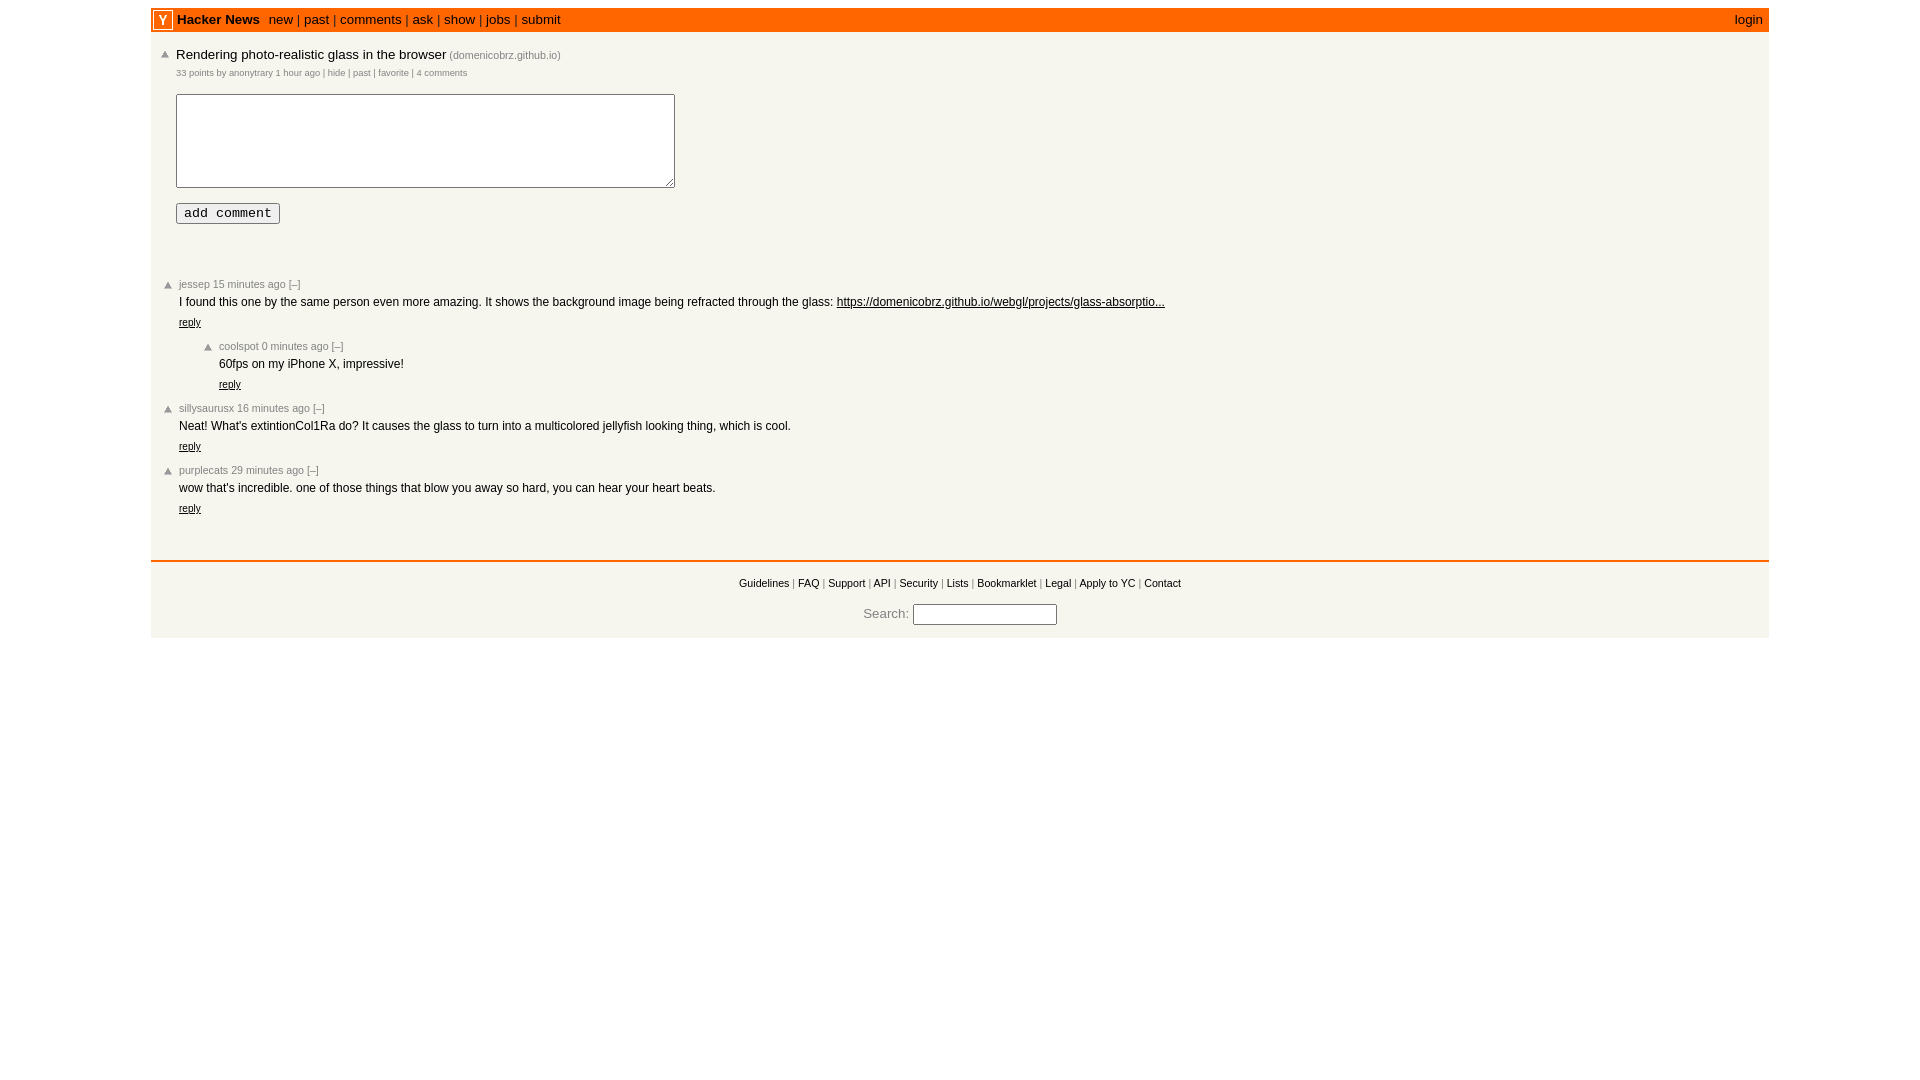 Y Hacker News new | past | comments | ask | show | jobs | submit login
Rendering photo-realistic glass in the browser (domenicobrz.github.io)
33 points by anonytrary 1 hour ago | hide | past | favorite | 4 comments
add comment
jessep 15 minutes ago [–]
I found this one by the same person even more amazing. It shows the background image being refracted through the glass: https://domenicobrz.github.io/webgl/projects/glass-absorptio...
reply
coolspot 0 minutes ago [–]
60fps on my iPhone X, impressive!
reply
sillysaurusx 16 minutes ago [–]
Neat! What's extintionCol1Ra do? It causes the glass to turn into a multicolored jellyfish looking thing, which is cool.
reply
purplecats 29 minutes ago [–]
wow that's incredible. one of those things that blow you away so hard, you can hear your heart beats.
reply
Guidelines | FAQ | Support | API | Security | Lists | Bookmarklet | Legal | Apply to YC | Contact
Search: